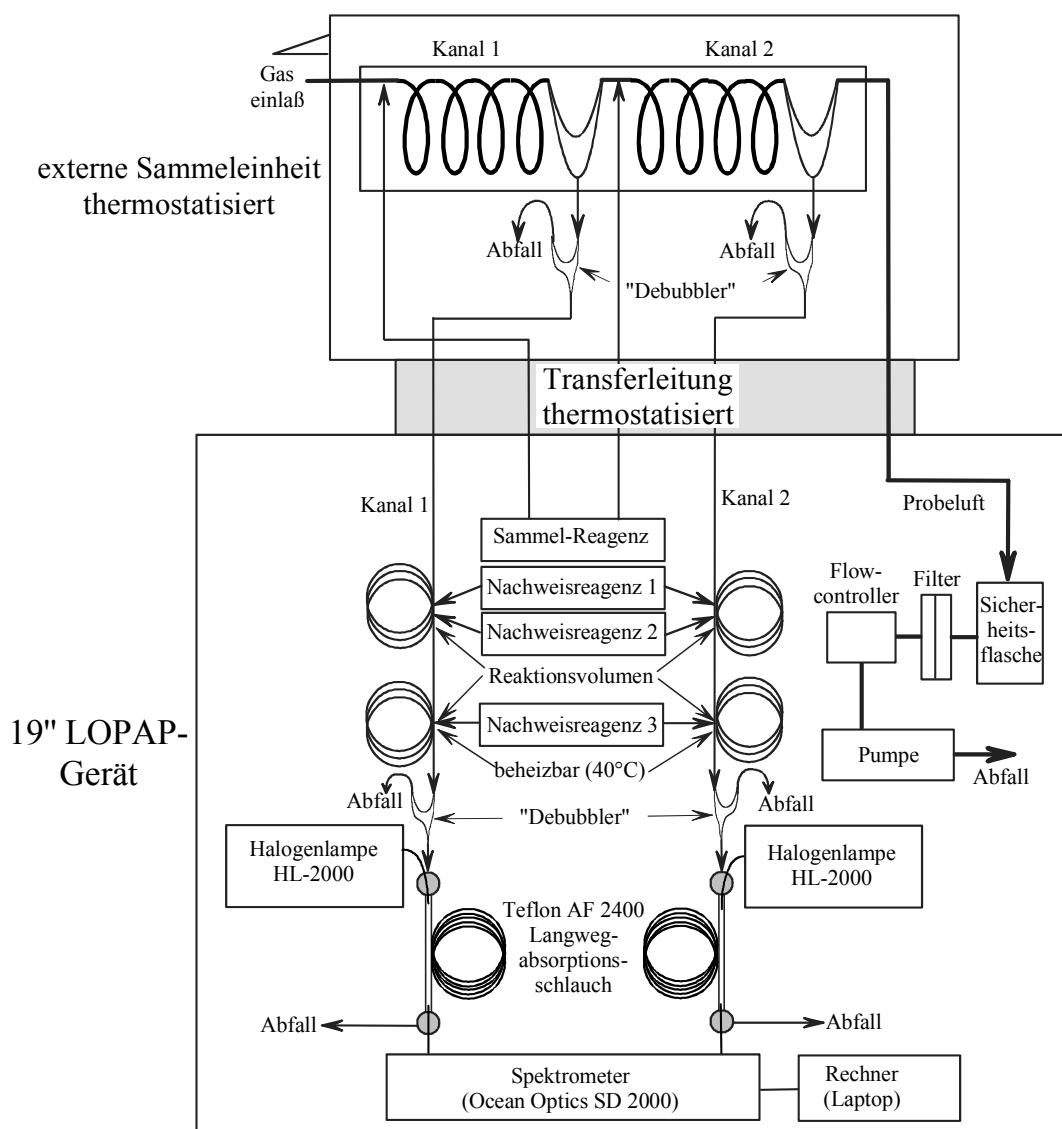 Kanal 1
Kanal 2
Gas
einlaß
externe Sammeleinheit
thermostatisiert
Abfall
Abfall
"Debubbler"
Transferleitung
thermostatisiert
Kanal 1
Kanal 2
Probeluft
Sammel-Reagenz
Nachweisreagenz 1
Nachweisreagenz 2
Flow-
controller
Filter
Sicher-
heits-
flasche
Reaktionsvolumen
19" LOPAP-
Gerät
Nachweisreagenz 3
beheizbar (40°C)
Pumpe
Abfall
Abfall
Abfall
"Debubbler"
Halogenlampe
HL-2000
Halogenlampe
HL-2000
Teflon AF 2400
Langweg-
absorptions-
schlauch
Abfall
Abfall
Spektrometer
(Ocean Optics SD 2000)
Rechner
(Laptop)